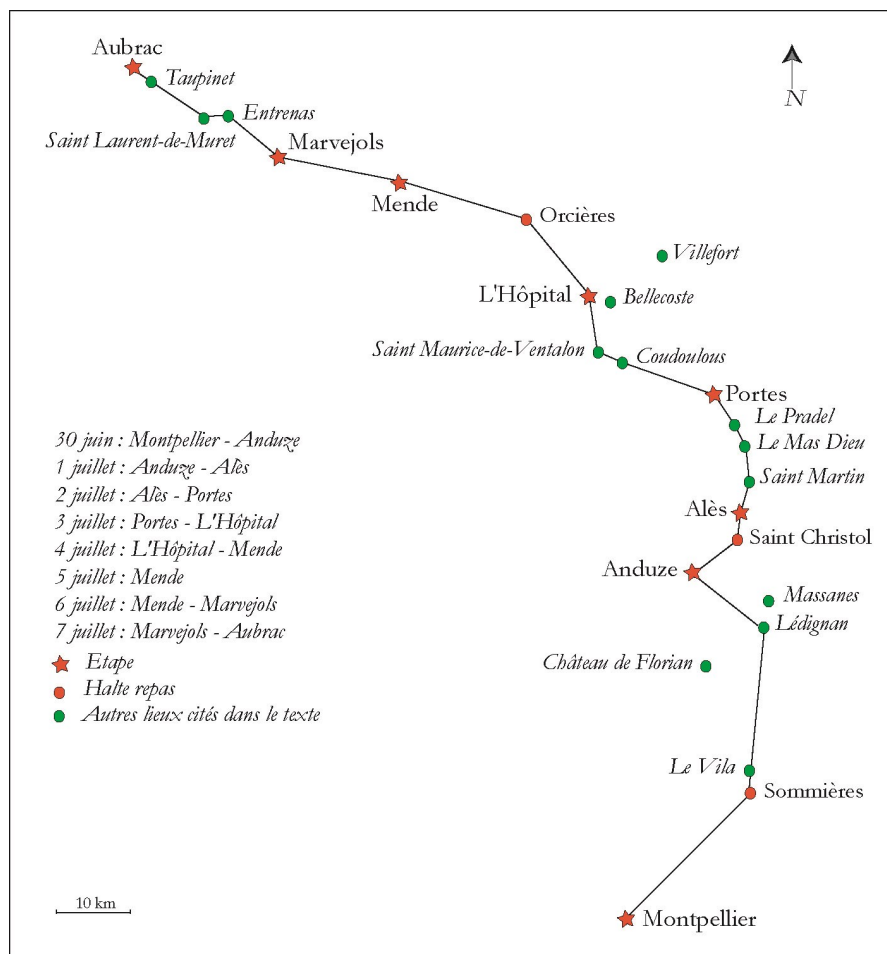 Aubrac
Taupinet
N
Entrenas
Saint Laurent-de-Muret
Marvejols
Mende
Orcières
Villefort
L'Hôpital
Bellecoste
Saint Maurice-de-Ventalon
Coudoulous
Portes
Le Pradel
Le Mas Dieu
Saint Martin
Alès
Saint Christol
Anduze
Massanes
Lédignan
Château de Florian
Le Vila
Sommières
Montpellier
30 juin : Montpellier - Anduze
1 juillet : Anduze - Alès
2 juillet : Alès - Portes
3 juillet : Portes - L'Hôpital
4 juillet : L'Hôpital - Mende
5 juillet : Mende
6 juillet : Mende - Marvejols
7 juillet : Marvejols - Aubrac
Etape
Halte repas
Autres lieux cités dans le texte
10 km